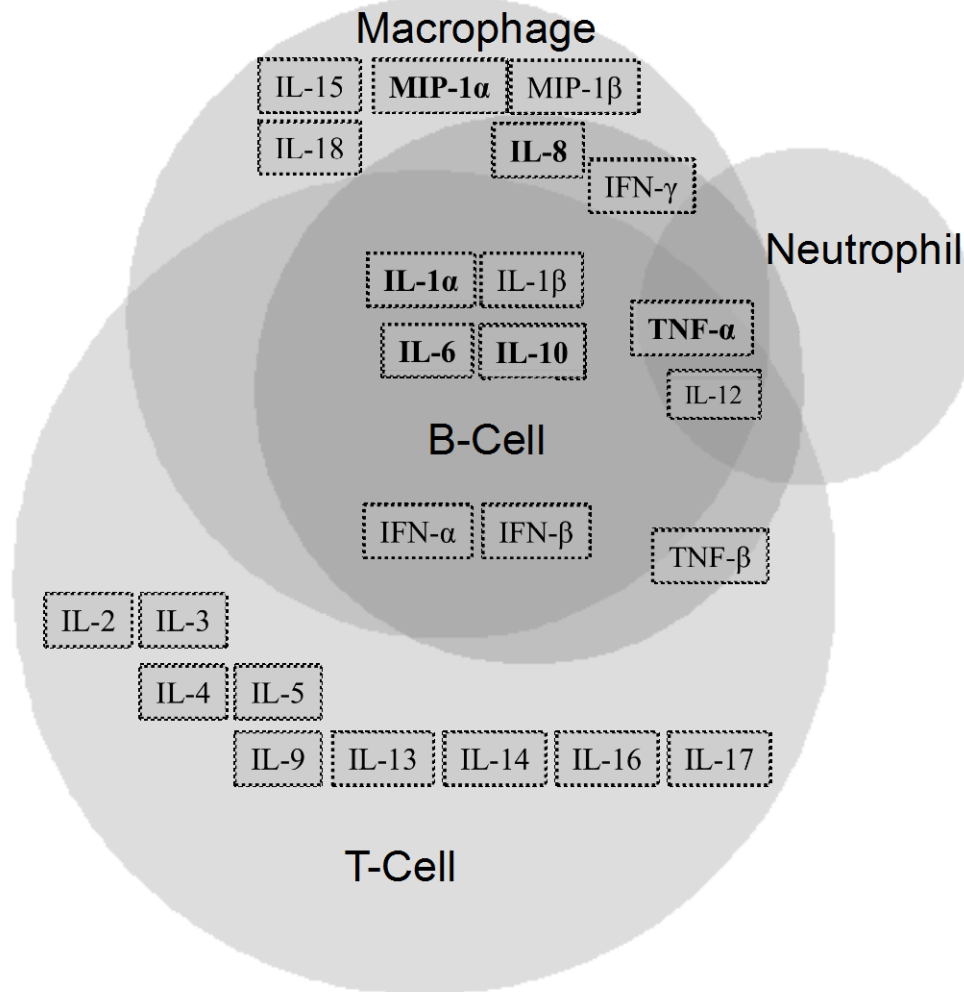 Macrophage
IL-15 MIP-1α MIP-1β
IL-18 IL-8
IFN-γ
Neutrophil
IL-1α IL-1β
TNF-α
IL-6 IL-10
IL-12
B-Cell
IFN-α IFN-β
TNF-β
IL-2 IL-3
IL-4 IL-5
IL-9 IL-13 IL-14 IL-16 IL-17
T-Cell